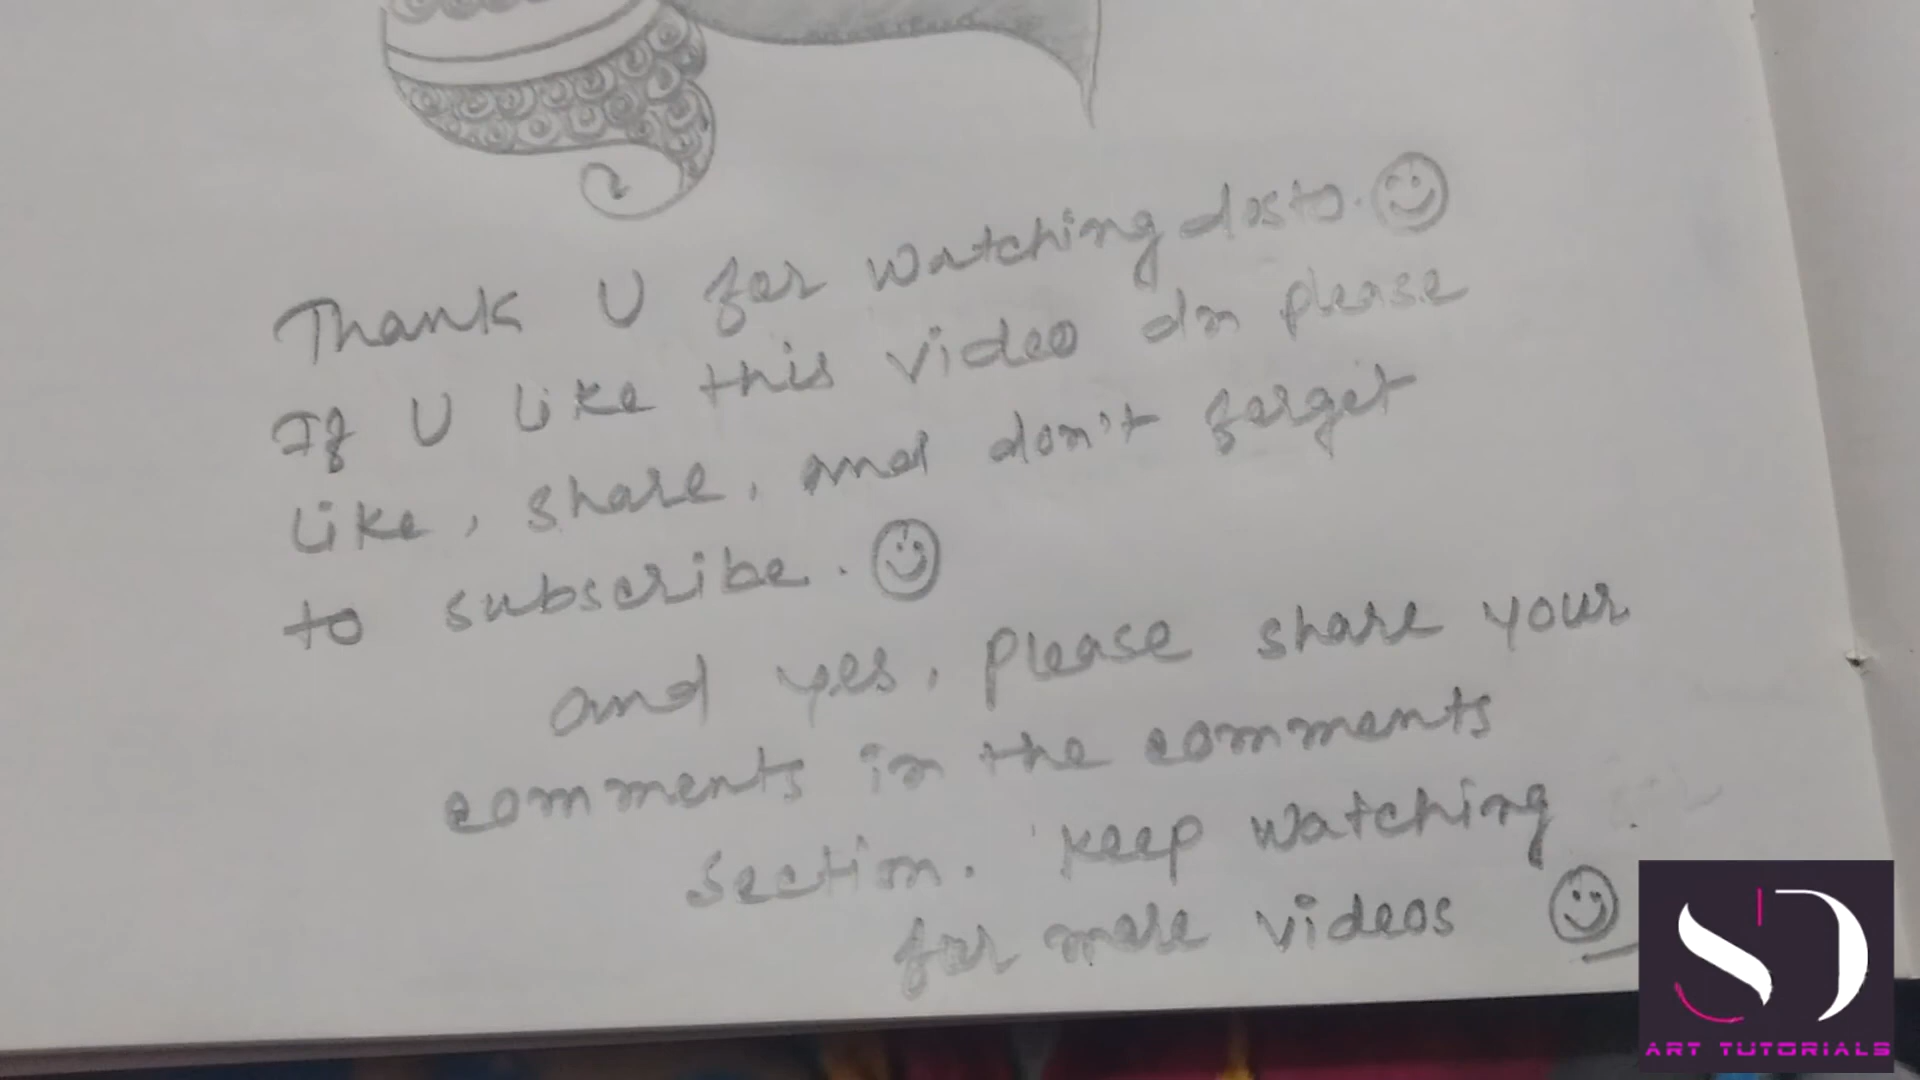 Thank U for watching dosto. ☺
If U like this video dn please
like, share, and don't forget
to subscribe. ☺
and yes, please share your
comments in the comments
section. keep watching
for more videos ☺
SD
ART TUTORIALS